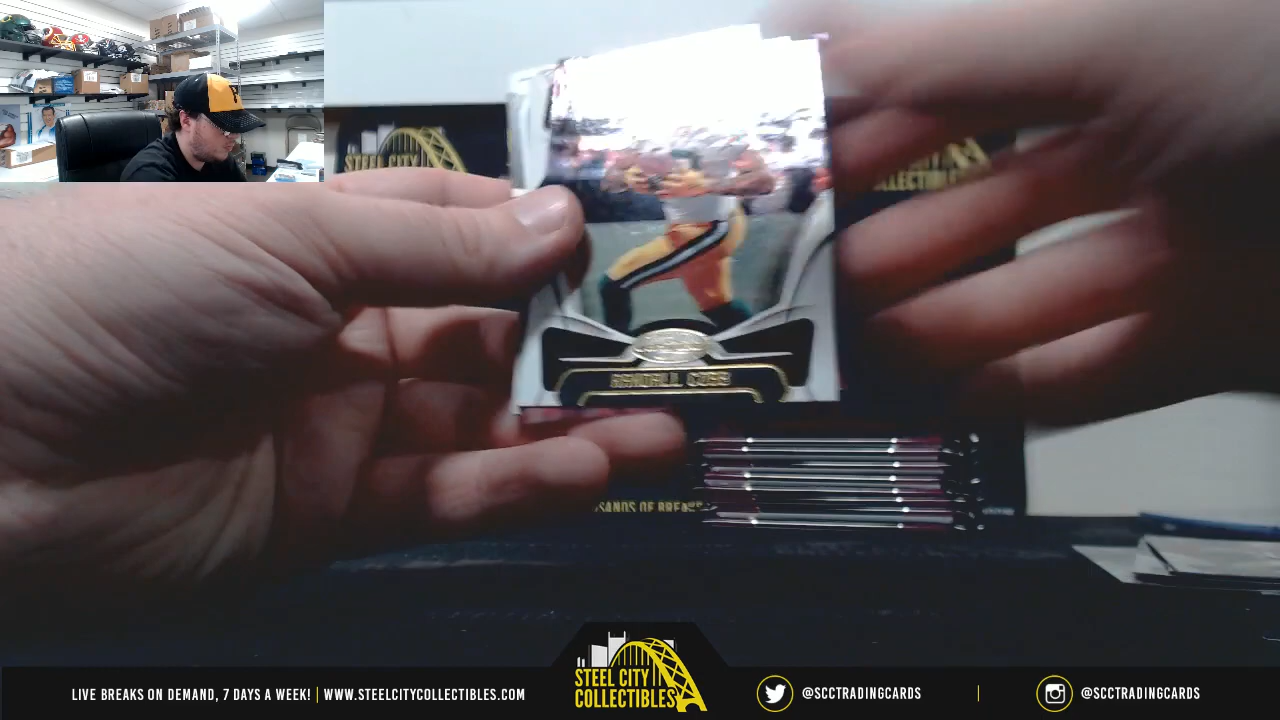 STEEL CITY
RANDALL COBB
STEEL CITY
COLLECTIBLES
LIVE BREAKS ON DEMAND, 7 DAYS A WEEK! | WWW.STEELCITYCOLLECTIBLES.COM
@SCCTRADINGCARDS
@SCCTRADINGCARDS